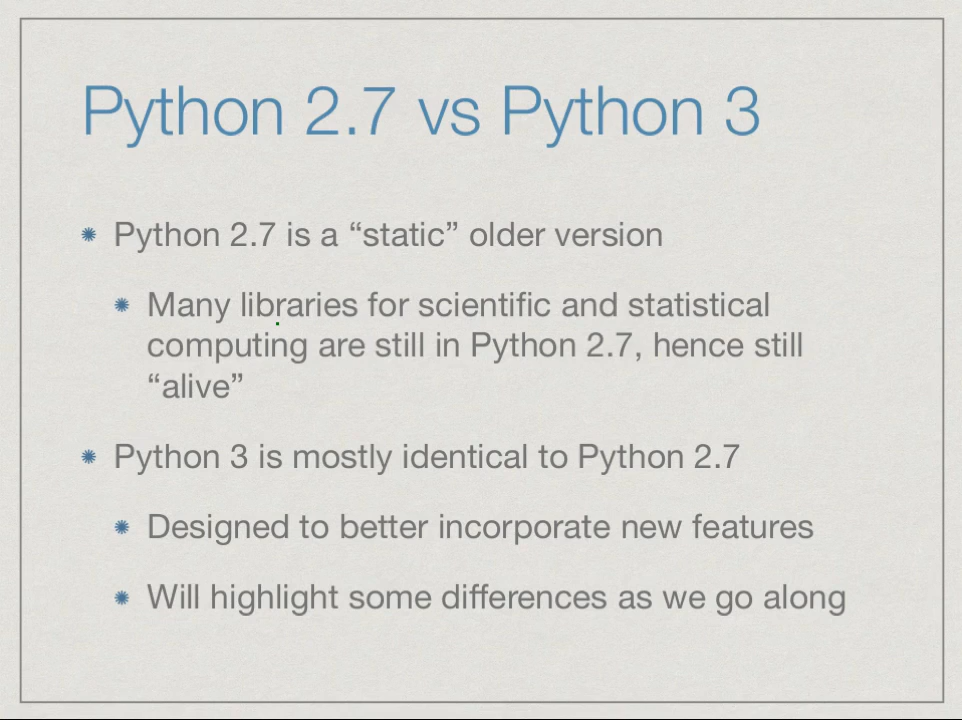 Python 2.7 vs Python 3
Python 2.7 is a “static” older version
Many libraries for scientific and statistical
computing are still in Python 2.7, hence still
“alive”
Python 3 is mostly identical to Python 2.7
Designed to better incorporate new features
Will highlight some differences as we go along